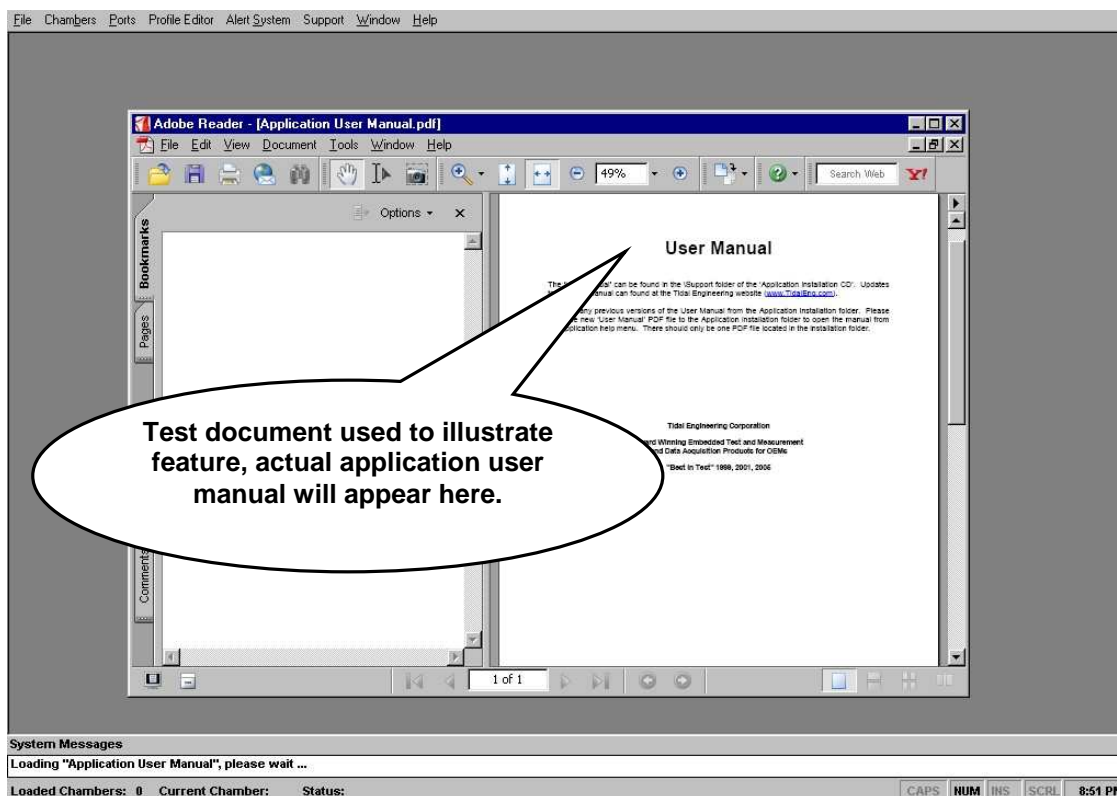 File Chambers Ports Profile Editor Alert System Support Window Help
Adobe Reader - [Application User Manual.pdf]
File Edit View Document Tools Window Help
49%
Search Web
Y!
Options x
Bookmarks
Pages
Comments
User Manual
The can be found in the \Support folder of the 'Application Installation CD'. Updates
manual can found at the Tidal Engineering website (www.TidalEng.com).
any previous versions of the User Manual from the Application Installation folder. Please
new 'User Manual' PDF file to the Application Installation folder to open the manual from
application help menu. There should only be one PDF file located in the Installation folder.
Tidal Engineering Corporation
Winning Embedded Test and Measurement
Data Acquisition Products for OEMs
"Best in Test" 1998, 2001, 2006
Test document used to illustrate
feature, actual application user
manual will appear here.
1 of 1
System Messages
Loading "Application User Manual", please wait ...
Loaded Chambers: 0 Current Chamber: Status:
CAPS NUM INS SCRL 8:51 PM